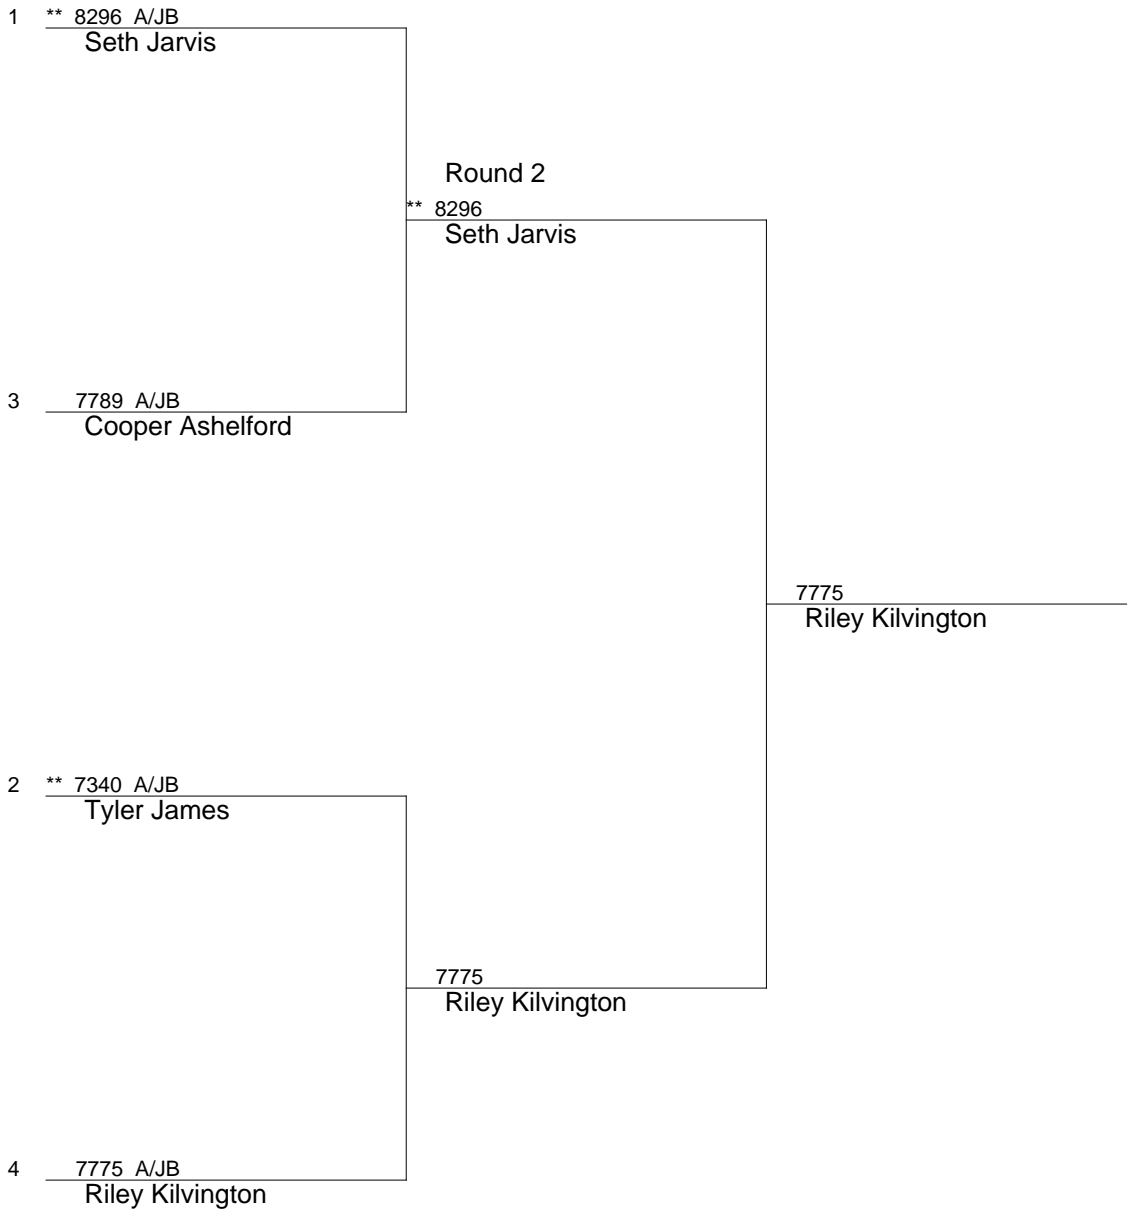 1 ** 8296 A/JB
Seth Jarvis
Round 2
** 8296
Seth Jarvis
3 7789 A/JB
Cooper Ashelford
7775
Riley Kilvington
2 ** 7340 A/JB
Tyler James
7775
Riley Kilvington
4 7775 A/JB
Riley Kilvington